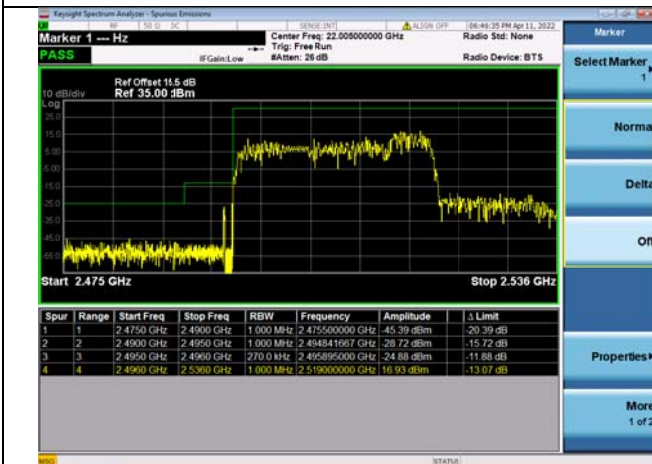 Keysight Spectrum Analyzer - Spurious Emissions
RF 50 Ω DC SENSE:INT ALIGN OFF 06:46:35 PM Apr 11, 2022
Marker 1 --- Hz
Center Freq: 22.005000000 GHz
Radio Std: None
Trig: Free Run
PASS
IFGain:Low
#Atten: 26 dB
Radio Device: BTS
Ref Offset 15.5 dB
10 dB/div Ref 35.00 dBm
Log
25.0
15.0
5.00
-5.00
-15.0
-25.0
-35.0
-45.0
-55.0
Start 2.475 GHz Stop 2.536 GHz
Spur Range Start Freq Stop Freq RBW Frequency Amplitude Δ Limit
1 1 2.4750 GHz 2.4900 GHz 1.000 MHz 2.475500000 GHz -45.39 dBm -20.39 dB
2 2 2.4900 GHz 2.4950 GHz 1.000 MHz 2.494841667 GHz -28.72 dBm -15.72 dB
3 3 2.4950 GHz 2.4960 GHz 270.0 kHz 2.495895000 GHz -24.88 dBm -11.88 dB
4 4 2.4960 GHz 2.5360 GHz 1.000 MHz 2.519000000 GHz 16.93 dBm -13.07 dB
MSG STATUS
Marker
Select Marker
1
Norma
Delta
Off
Properties
More
1 of 2